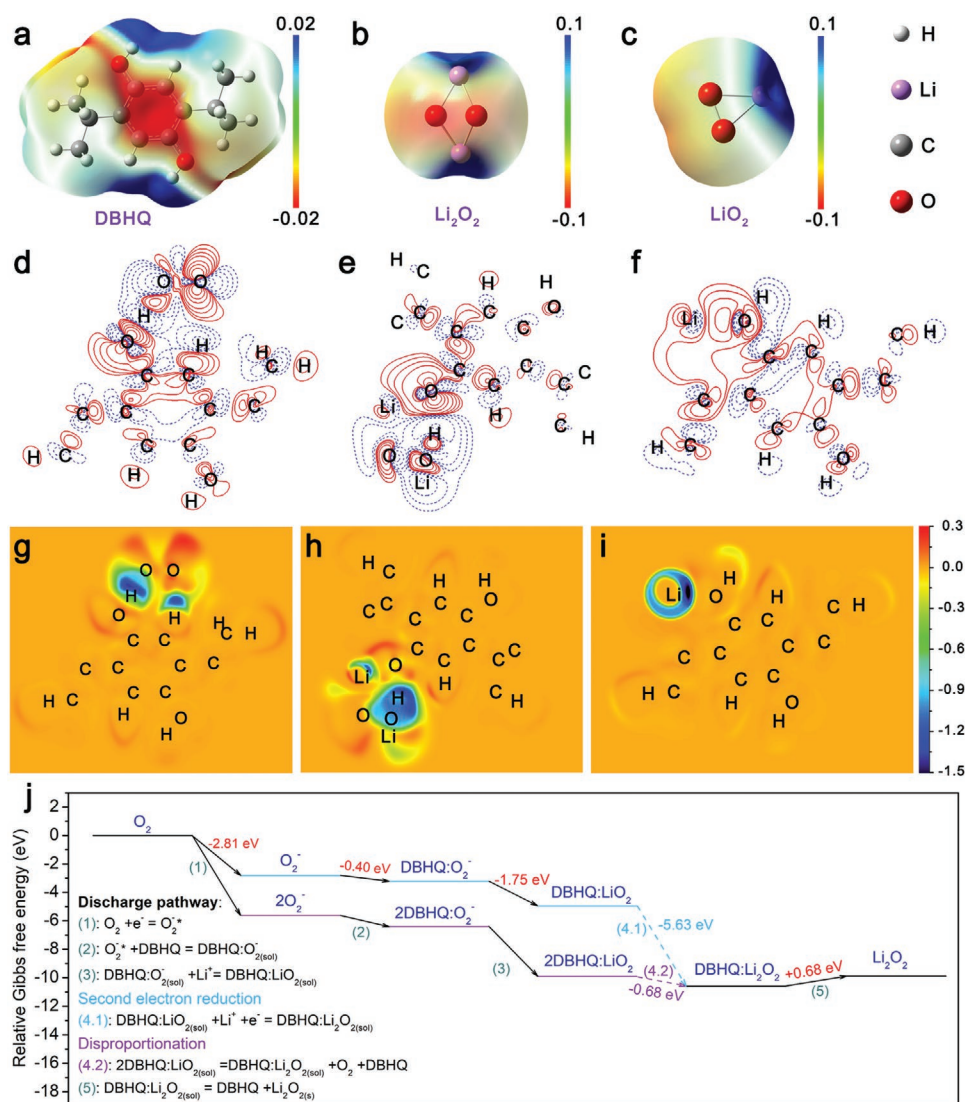 a
0.02
-0.02
DBHQ
b
0.1
-0.1
Li₂O₂
c
0.1
-0.1
LiO₂
H
Li
C
O
d
O O
H
O H
C C C H
C C C C
H C C C
H O
H
e
H C H
C C C O
C C
C
O C C C
Li H C
H
O O H
Li
f
H
Li O H C H
C C
C C C C
H C C C
H O
H
g
O O
H
O H H
C C C H
C C C C
H C C C
H O
H
h
H
C H
C C C H
C C O
O C C
Li H C C C
H C
O O H
Li
i
Li H
O H C H
C C
C C C C
H C C C
H O
H
0.3
0.0
-0.3
-0.6
-0.9
-1.2
-1.5
j
Relative Gibbs free energy (eV)
2
0
-2
-4
-6
-8
-10
-12
-14
-16
-18
O₂
-2.81 eV
(1)
O₂⁻
-0.40 eV
DBHQ:O₂⁻
-1.75 eV
DBHQ:LiO₂
(4.1)
-5.63 eV
2O₂⁻
(2)
2DBHQ:O₂⁻
(3)
2DBHQ:LiO₂
(4.2)
-0.68 eV
DBHQ:Li₂O₂
+0.68 eV
(5)
Li₂O₂
Discharge pathway:
(1): O₂ +e⁻ = O₂⁻*
(2): O₂⁻* +DBHQ = DBHQ:O₂⁻(sol)
(3): DBHQ:O₂⁻(sol) +Li⁺= DBHQ:LiO₂(sol)
Second electron reduction
(4.1): DBHQ:LiO₂(sol) +Li⁺ +e⁻ = DBHQ:Li₂O₂(sol)
Disproportionation
(4.2): 2DBHQ:LiO₂(sol) =DBHQ:Li₂O₂(sol) +O₂ +DBHQ
(5): DBHQ:Li₂O₂(sol) = DBHQ +Li₂O₂(s)